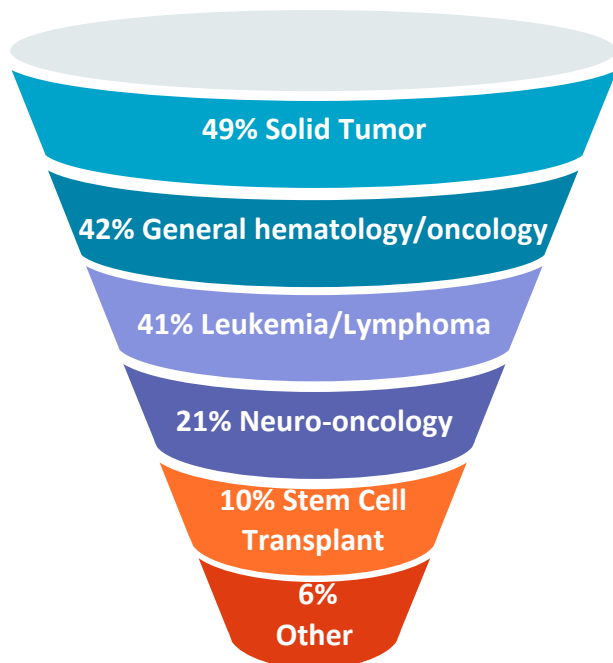 49% Solid Tumor
42% General hematology/oncology
41% Leukemia/Lymphoma
21% Neuro-oncology
10% Stem Cell
Transplant
6%
Other